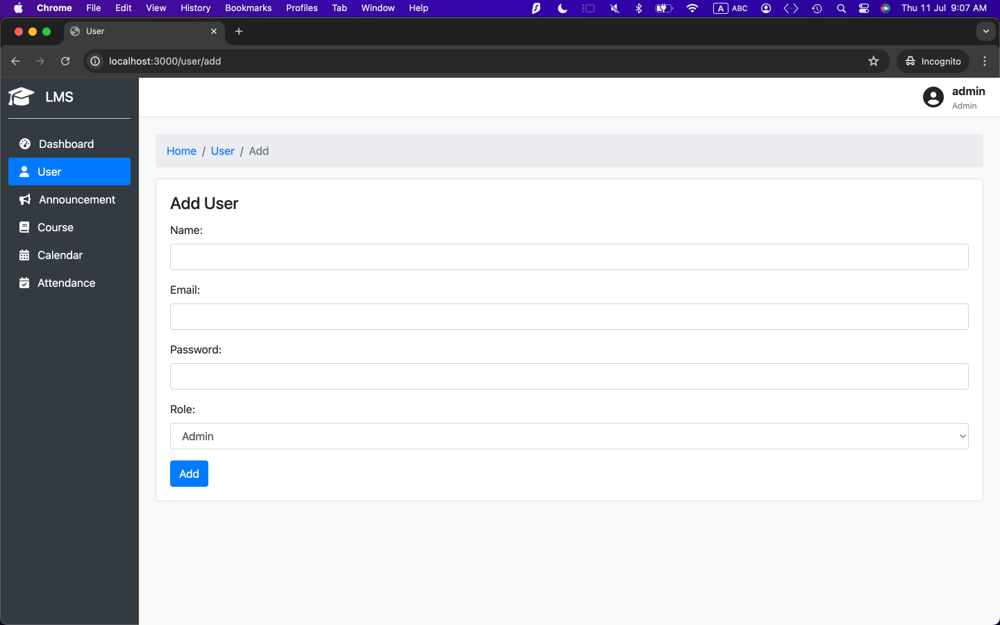 Chrome File Edit View History Bookmarks Profiles Tab Window Help A ABC Thu 11 Jul 9:07 AM
User
localhost:3000/user/add Incognito
LMS
admin
Admin
Dashboard
User
Announcement
Course
Calendar
Attendance
Home / User / Add
Add User
Name:
Email:
Password:
Role:
Admin
Add